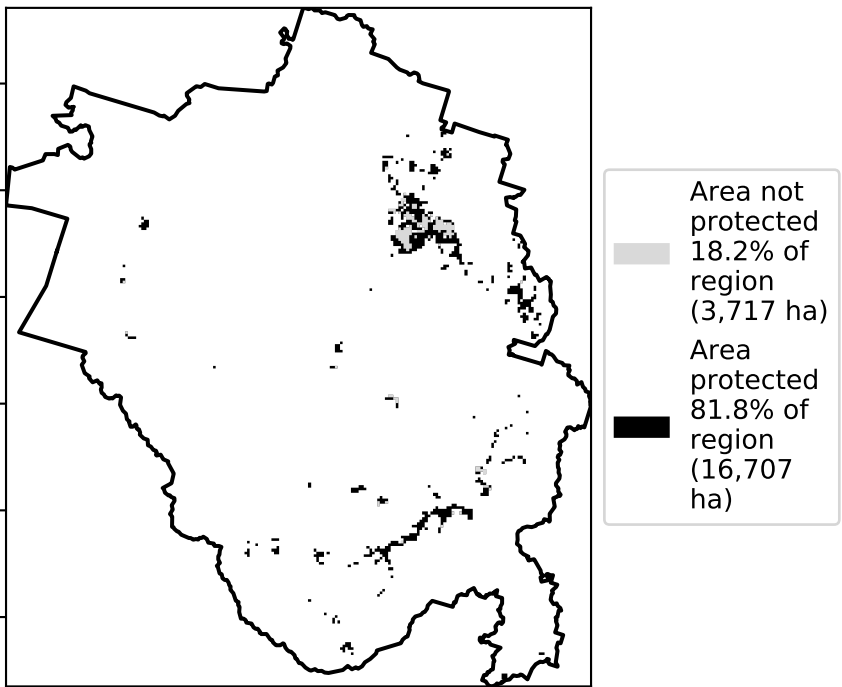 Area not
protected
18.2% of
region
(3,717 ha)
Area
protected
81.8% of
region
(16,707
ha)